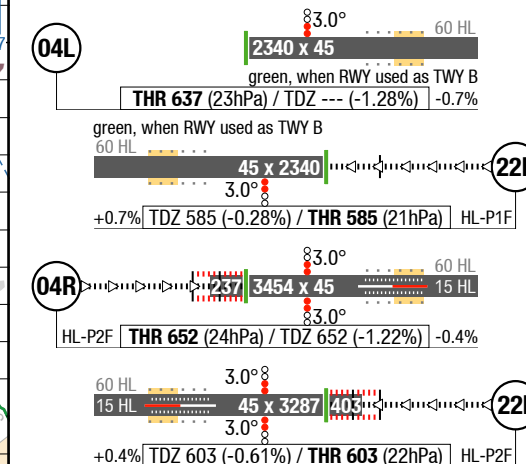 3.0° 60 HL
04L 2340 x 45
green, when RWY used as TWY B
THR 637 (23hPa) / TDZ --- (-1.28%) -0.7%
green, when RWY used as TWY B
60 HL
45 x 2340
3.0°
+0.7% TDZ 585 (-0.28%) / THR 585 (21hPa) HL-P1F
3.0° 60 HL
04R 237 3454 x 45 15 HL
3.0°
HL-P2F THR 652 (24hPa) / TDZ 652 (-1.22%) -0.4%
60 HL 3.0°
15 HL 45 x 3287 403
3.0°
+0.4% TDZ 603 (-0.61%) / THR 603 (22hPa) HL-P2F